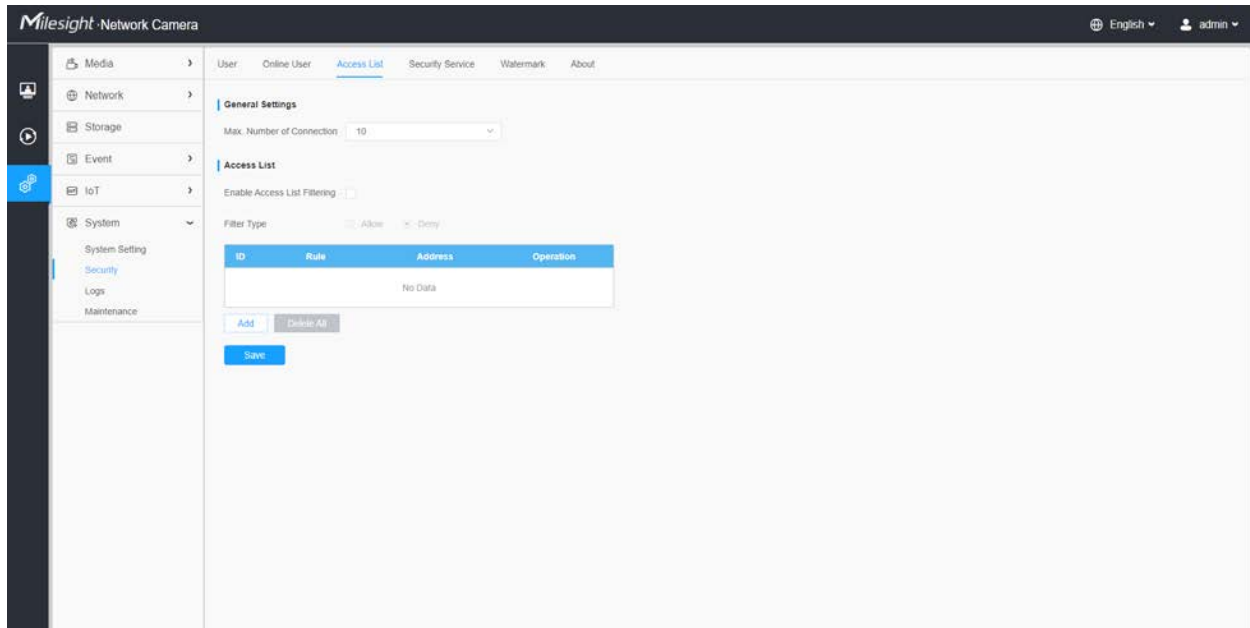 Milesight · Network Camera English admin
Media
Network
Storage
Event
IoT
System
System Setting
Security
Logs
Maintenance
User Online User Access List Security Service Watermark About
General Settings
Max. Number of Connection 10
Access List
Enable Access List Filtering
Filter Type Allow Deny
ID Rule Address Operation
No Data
Add Delete All
Save